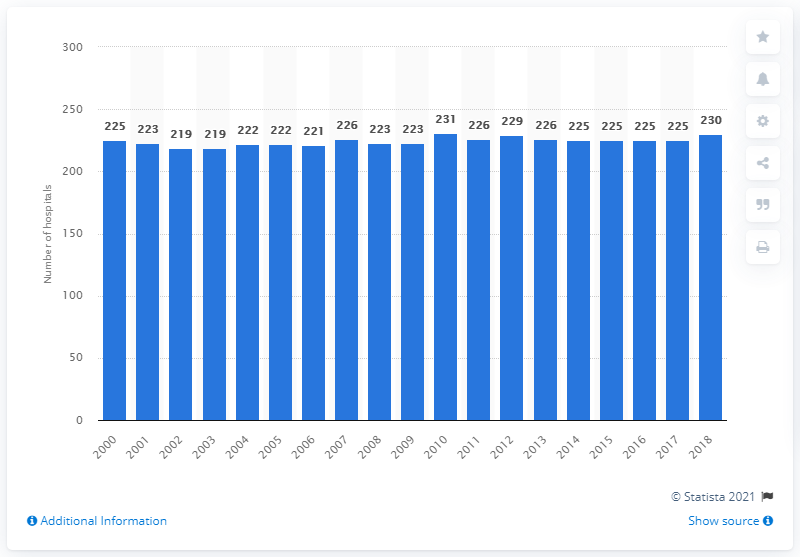 300
250
200
150
100
50
0
Number of hospitals
225 223 219 219 222 222 221 226 223 223 231 226 229 226 225 225 225 225 230
2000 2001 2002 2003 2004 2005 2006 2007 2008 2009 2010 2011 2012 2013 2014 2015 2016 2017 2018
© Statista 2021
Additional Information
Show source